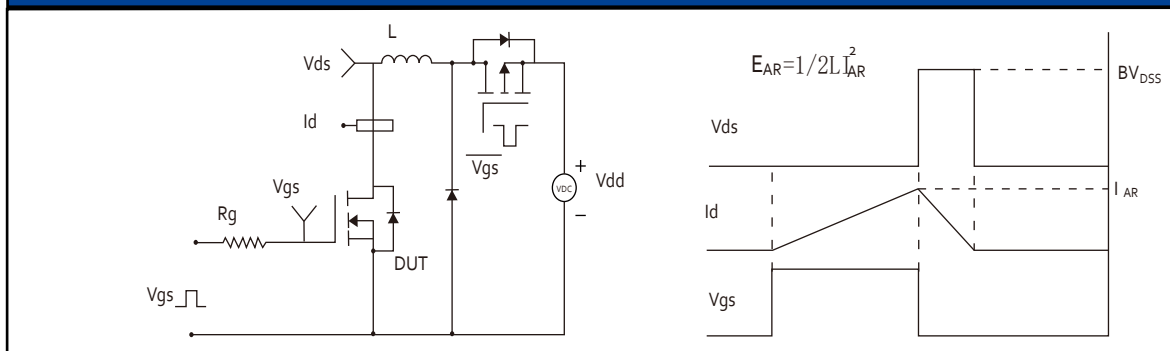 L
Vds
Id
Vgs
Vgs
Rg
DUT
Vgs
VDC
+
Vdd
−
E_AR=1/2LI²_AR
BV_DSS
Vds
I_AR
Id
Vgs